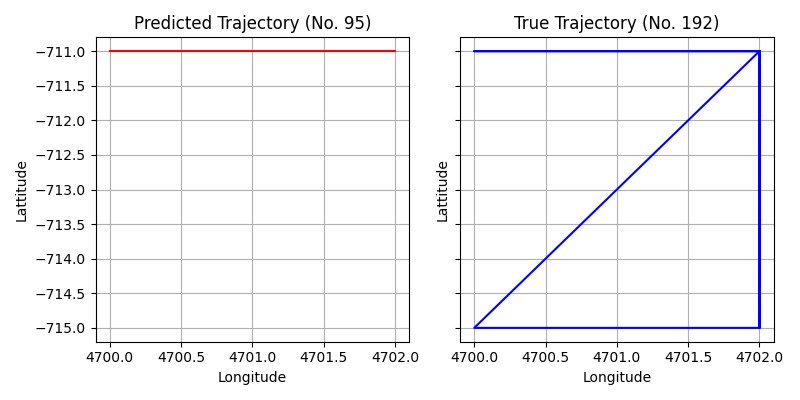 Predicted Trajectory (No. 95)
−711.0
−711.5
−712.0
−712.5
−713.0
−713.5
−714.0
−714.5
−715.0
4700.0 4700.5 4701.0 4701.5 4702.0
Lattitude
Longitude
True Trajectory (No. 192)
4700.0 4700.5 4701.0 4701.5 4702.0
Lattitude
Longitude